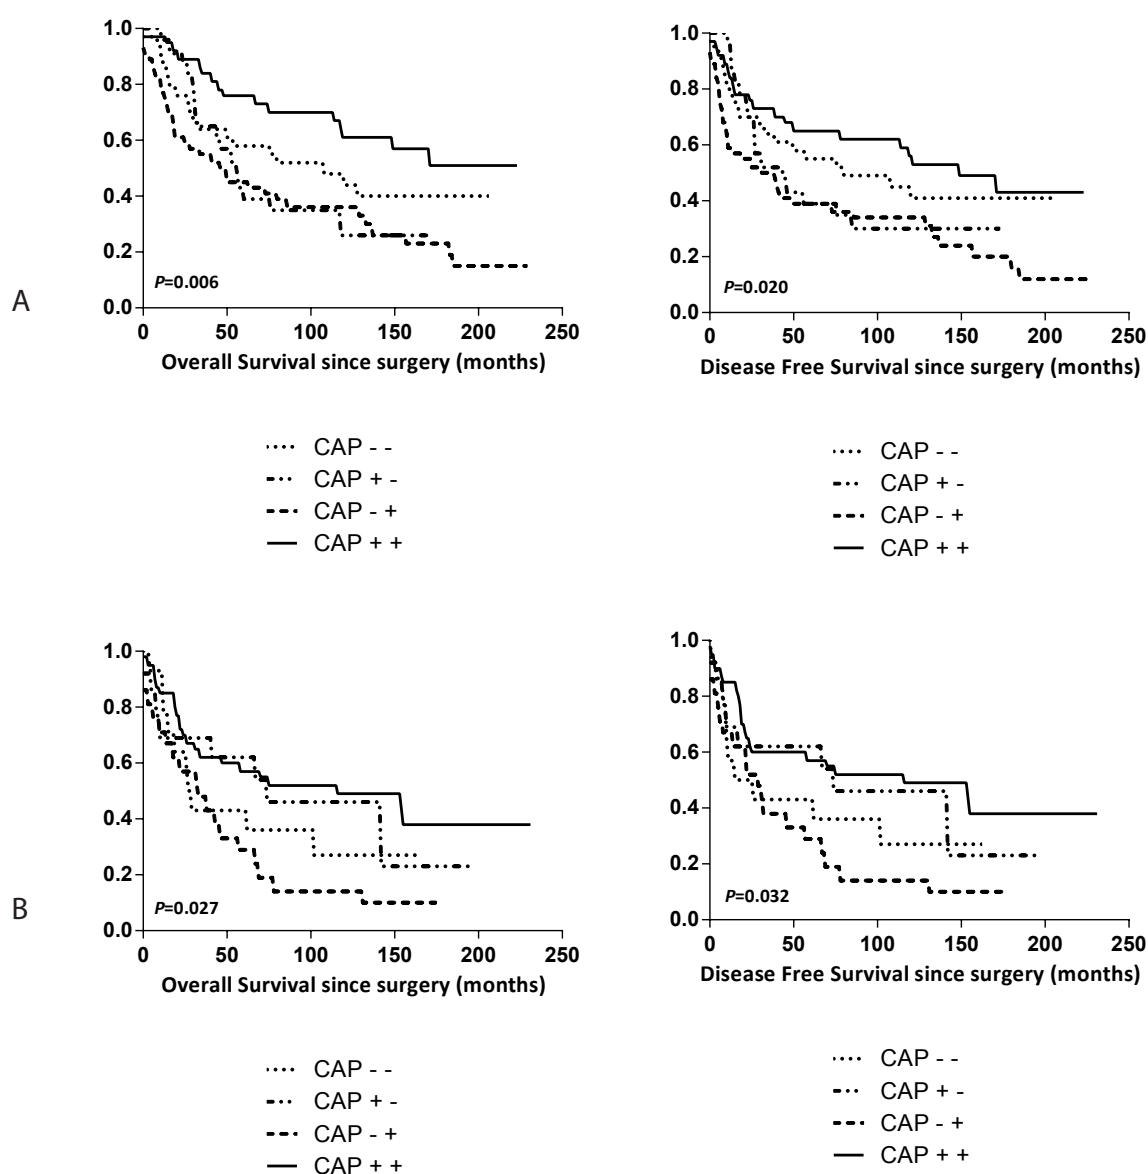 1.0
0.8
0.6
0.4
0.2
0.0
P=0.006
0 50 100 150 200 250
Overall Survival since surgery (months)
1.0
0.8
0.6
0.4
0.2
0.0
P=0.020
0 50 100 150 200 250
Disease Free Survival since surgery (months)
A
CAP - -
CAP + -
CAP - +
CAP + +
CAP - -
CAP + -
CAP - +
CAP + +
1.0
0.8
0.6
0.4
0.2
0.0
P=0.027
0 50 100 150 200 250
Overall Survival since surgery (months)
1.0
0.8
0.6
0.4
0.2
0.0
P=0.032
0 50 100 150 200 250
Disease Free Survival since surgery (months)
B
CAP - -
CAP + -
CAP - +
CAP + +
CAP - -
CAP + -
CAP - +
CAP + +